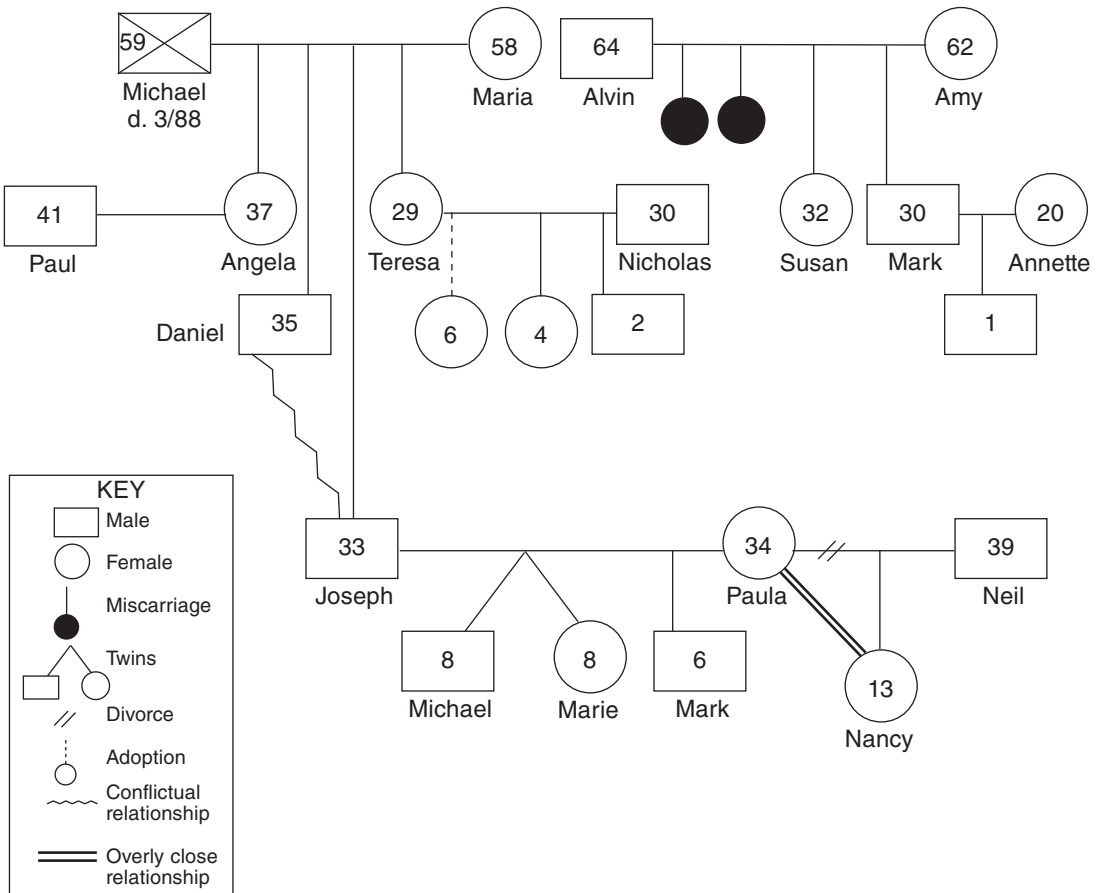 59
Michael
d. 3/88
58
Maria
64
Alvin
62
Amy
41
Paul
37
Angela
29
Teresa
30
Nicholas
32
Susan
30
Mark
20
Annette
Daniel
35
6
4
2
1
33
Joseph
34
Paula
39
Neil
8
Michael
8
Marie
6
Mark
13
Nancy
KEY
Male
Female
Miscarriage
Twins
Divorce
Adoption
Conflictual
relationship
Overly close
relationship